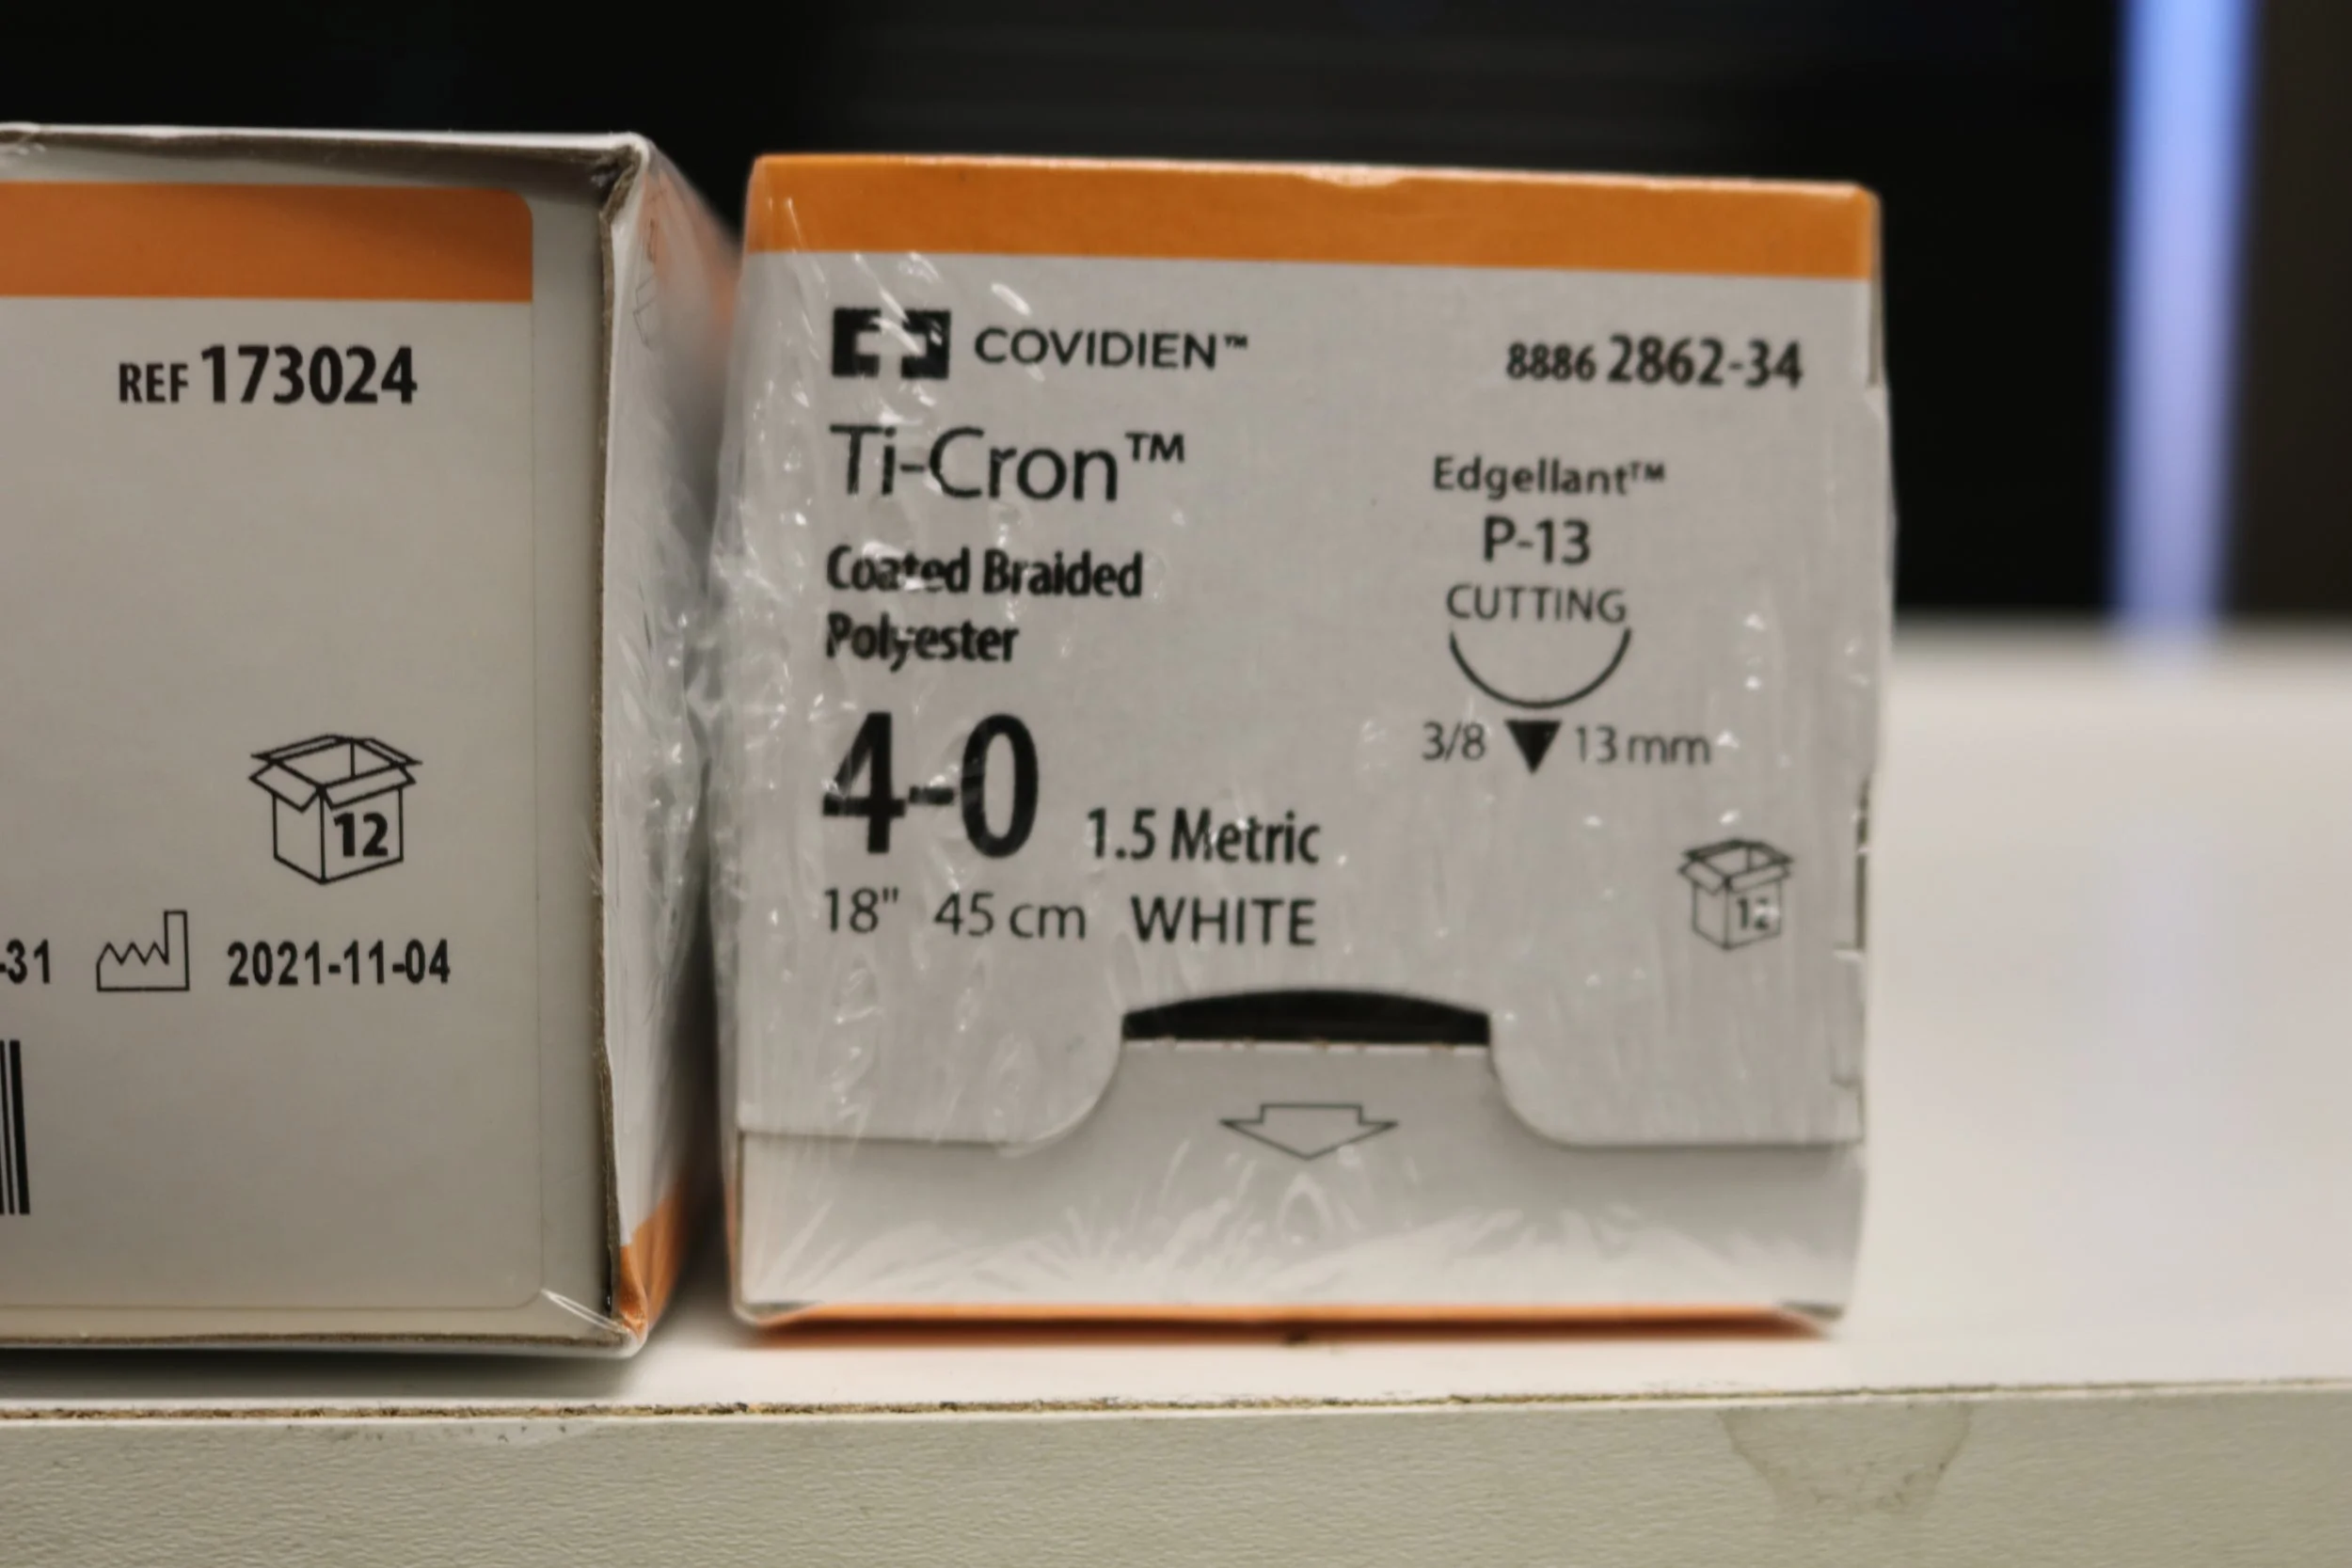 REF 173024
12
-31 2021-11-04
COVIDIEN™
8886 2862-34
Ti-Cron™
Coated Braided
Polyester
4-0 1.5 Metric
18" 45 cm WHITE
Edgellant™
P-13
CUTTING
3/8 13 mm
12